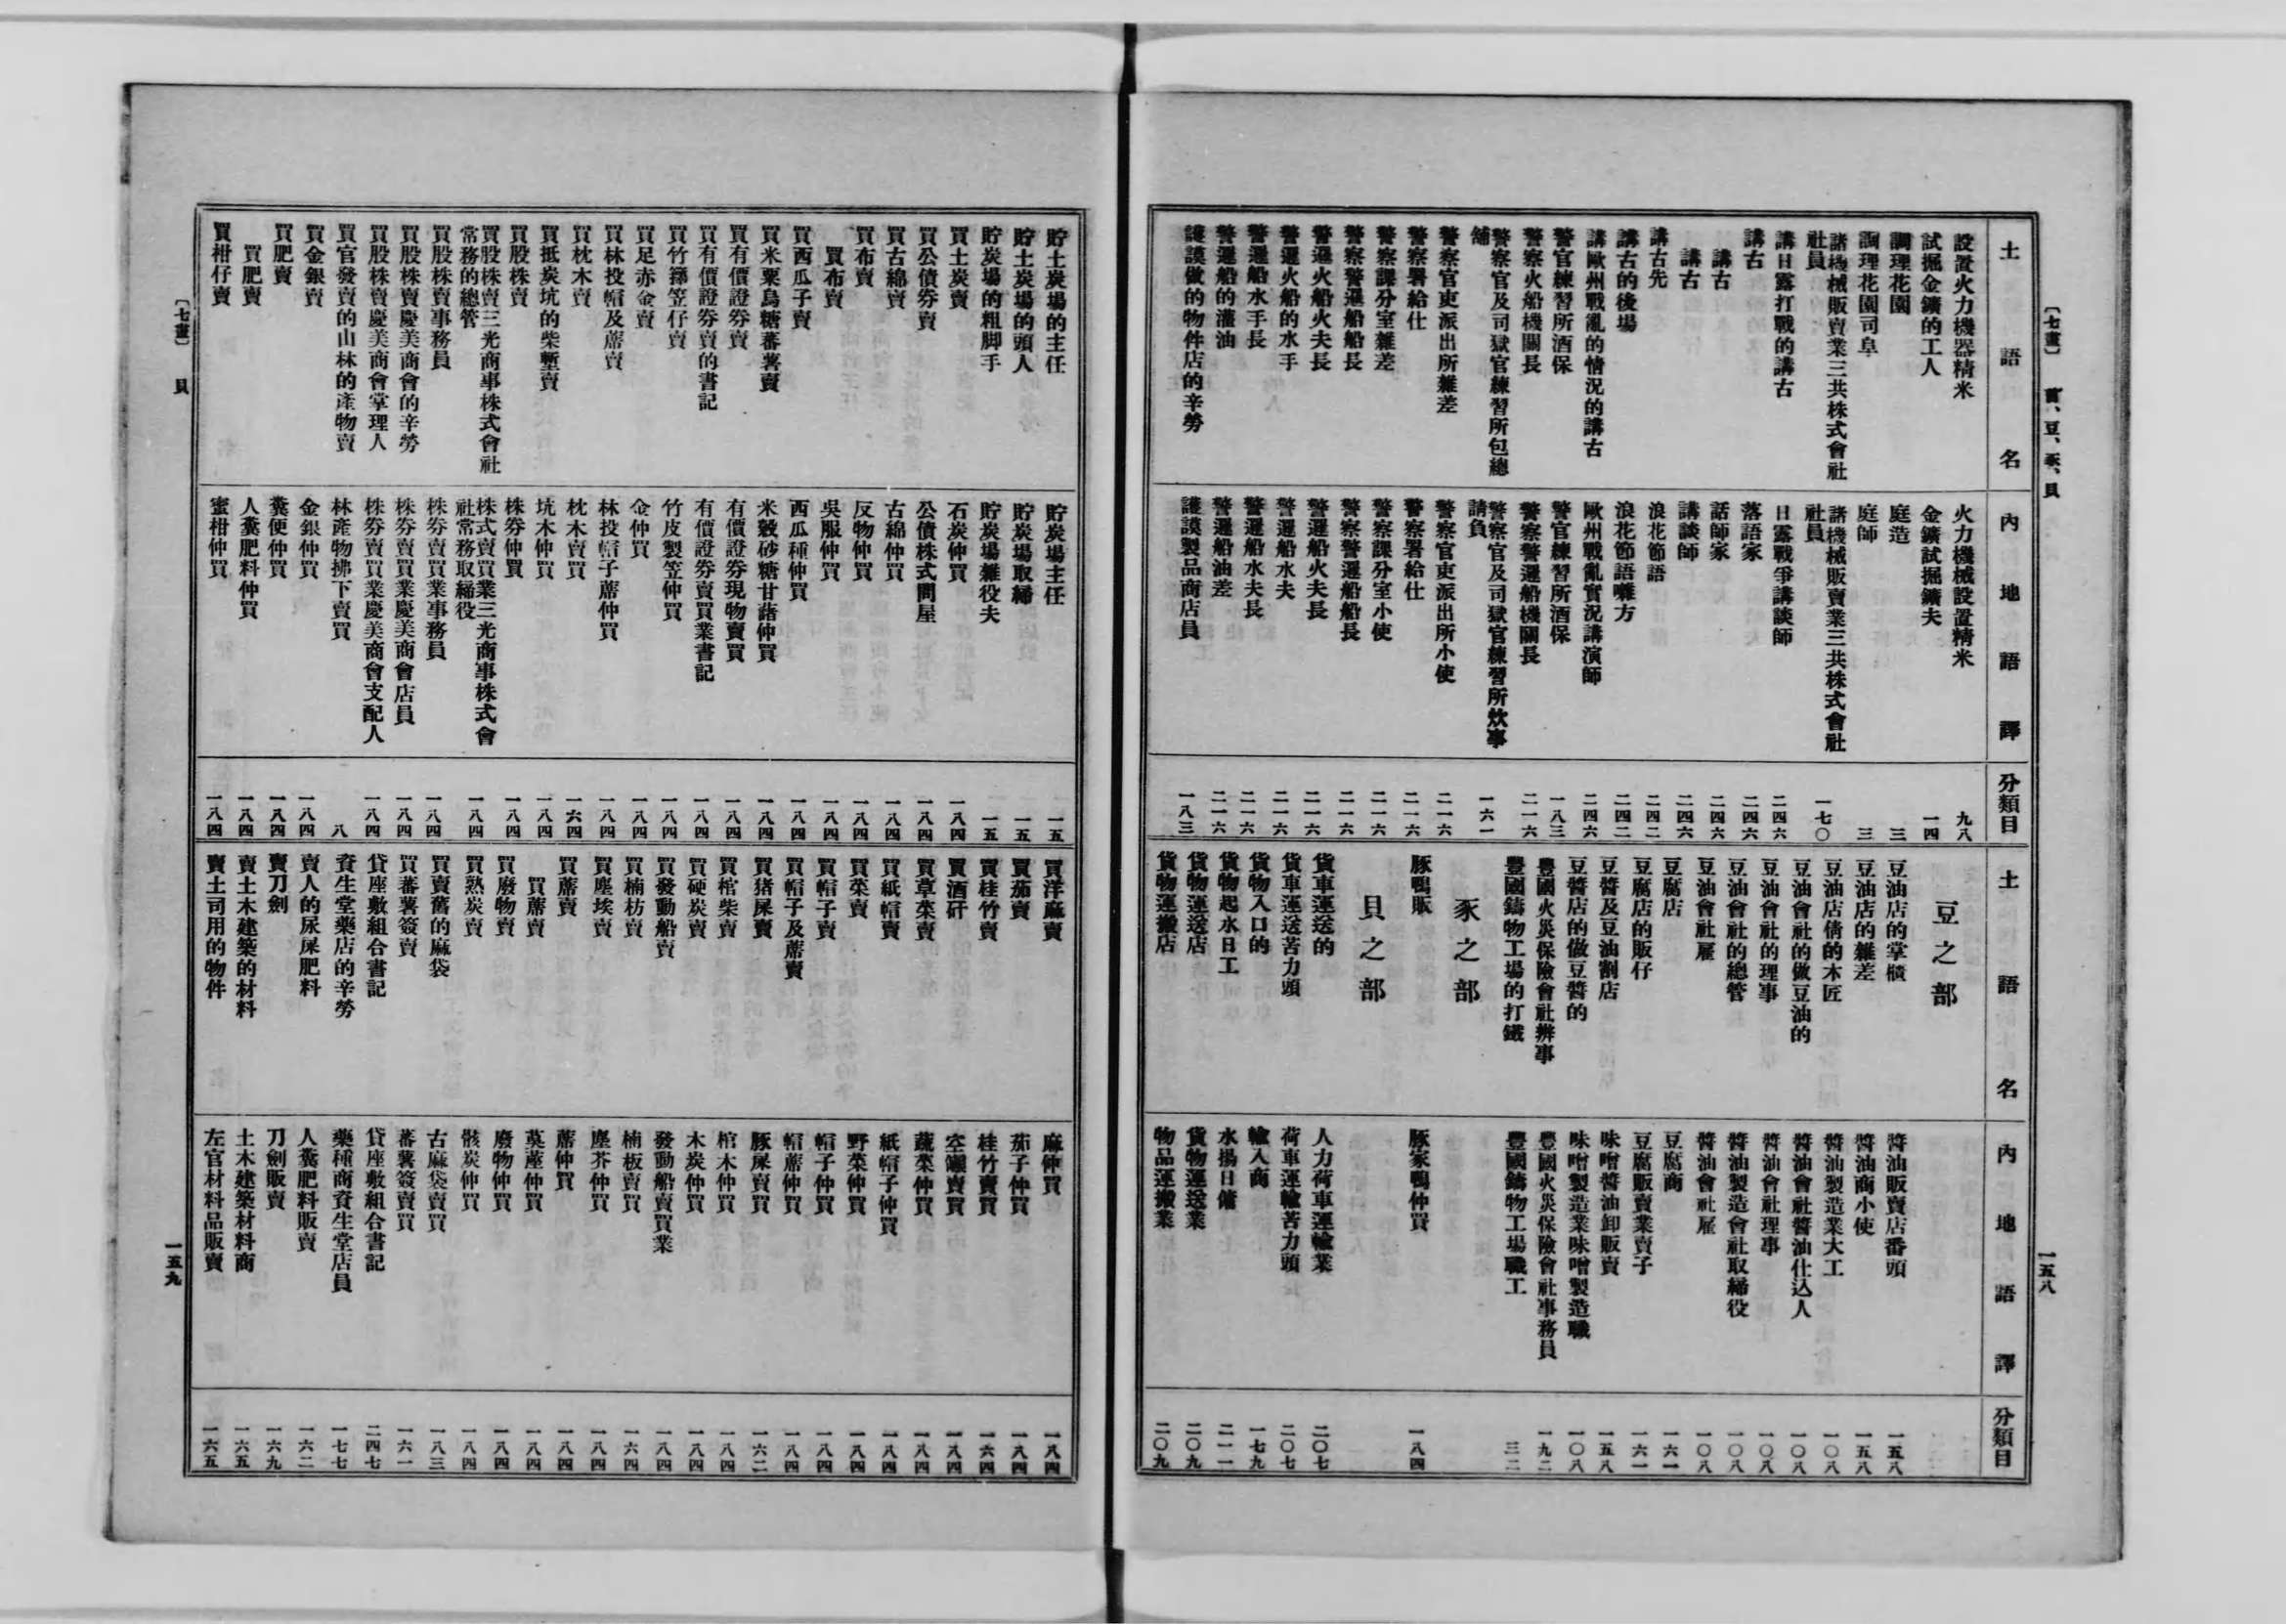 〔七畫〕　言、豆、豕、貝
一五八
土語名
設置火力機器精米
試掘金鑛的工人
調理花園
調理花園司阜
諸機械販賣業三共株式會社
社員
講日露打戰的講古
講古
講古
講古先
講古的後場
講歐州戰亂的情況的講古
警官練習所酒保
警察火船機關長
警察官及司獄官練習所包總
舖
警察官吏派出所雜差
警察署給仕
警察課分室雜差
警察警邏船船長
警邏火船火夫長
警邏火船的水手
警邏船水手長
警邏船的灌油
護謨做的物件店的辛勞
內地語譯
火力機械設置精米
金鑛試掘鑛夫
庭造
庭師
諸機械販賣業三共株式會社
社員
日露戰爭講談師
落語家
話師家
講談師
浪花節語
浪花節語囃方
歐州戰亂實況講演師
警官練習所酒保
警察警邏船機關長
警察官及司獄官練習所炊事
請負
警察官吏派出所小使
警察署給仕
警察課分室小使
警察警邏船船長
警邏船火夫長
警邏船水夫
警邏船水夫長
警邏船油差
護謨製品商店員
分類目
九八
一四
三
三
一七〇
二四六
二四六
二四六
二四六
二四二
二四二
二四六
一八三
二一六
一六一
二一六
二一六
二一六
二一六
二一六
二一六
二一六
二一六
一八三
土語名
豆之部
豆油店的掌櫃
豆油店的雜差
豆油店倩的木匠
豆油會社的做豆油的
豆油會社的理事
豆油會社的總管
豆油會社雇
豆腐店
豆腐店的販仔
豆醬及豆油割店
豆醬店的做豆醬的
豐國火災保險會社辨事
豐國鑄物工場的打鐵
豕之部
豚鴨販
貝之部
貨車運送的
貨車運送苦力頭
貨物入口的
貨物起水日工
貨物運送店
貨物運搬店
內地語譯
醬油販賣店番頭
醬油商小使
醬油製造業大工
醬油會社醬油仕込人
醬油會社理事
醬油製造會社取締役
醬油會社雇
豆腐商
豆腐販賣業賣子
味噌醬油卸販賣
味噌製造業味噌製造職
豐國火災保險會社事務員
豐國鑄物工場職工
豚家鴨仲買
人力荷車運輸業
荷車運輸苦力頭
輸入商
水揚日傭
貨物運送業
物品運搬業
分類目
一五八
一五八
一〇八
一〇八
一〇八
一〇八
一〇八
一六一
一六一
一五八
一〇八
一九二
三二
一八四
二〇七
二〇七
一七九
二一一
二〇九
二〇九
貯土炭場的主任
貯土炭場的頭人
貯炭場的粗脚手
買土炭賣
買公債券賣
買古綿賣
買布賣
買布賣
買西瓜子賣
買米粟烏糖蕃薯賣
買有價證券賣
買有價證券賣的書記
買竹籜笠仔賣
買足赤金賣
買林投帽及蓆賣
買枕木賣
買抵炭坑的柴塹賣
買股株賣
買股株賣三光商事株式會社
常務的總管
買股株賣事務員
買股株賣慶美商會的辛勞
買股株賣慶美商會掌理人
買官發賣的山林的產物賣
買金銀賣
買肥賣
買肥賣
買柑仔賣
貯炭場主任
貯炭場取締
貯炭場雜役夫
石炭仲買
公債株式問屋
古綿仲買
反物仲買
吳服仲買
西瓜種仲買
米穀砂糖甘藷仲買
有價證券現物賣買
有價證券賣買業書記
竹皮製笠仲買
金仲買
林投帽子蓆仲買
枕木賣買
坑木仲買
株券仲買
株式賣買業三光商事株式會
社常務取締役
株券賣買業事務員
株券賣買業慶美商會店員
株券賣買業慶美商會支配人
林產物拂下賣買
金銀仲買
糞便仲買
人糞肥料仲買
蜜柑仲買
一五
一五
一五
一八四
一八四
一八四
一八四
一八四
一八四
一八四
一八四
一八四
一八四
一八四
一八四
一六四
一八四
一八四
一八四
一八四
一八四
一八四
八
一八四
一八四
一八四
一八四
買洋麻賣
買茄賣
買桂竹賣
買酒矸
買草菜賣
買紙帽賣
買菜賣
買帽子賣
買帽子及蓆賣
買猪屎賣
買棺柴賣
買硬炭賣
買發動船賣
買楠枋賣
買塵埃賣
買蓆賣
買蓆賣
買廢物賣
買熟炭賣
買賣舊的麻袋
買蕃薯簽賣
貸座敷組合書記
資生堂藥店的辛勞
賣人的尿屎肥料
賣刀劍
賣土木建築的材料
賣土司用的物件
麻仲買
茄子仲買
桂竹賣買
空罐賣買
蔬菜仲買
紙帽子仲買
野菜仲買
帽子仲買
帽蓆仲買
豚屎賣買
棺木仲買
木炭仲買
發動船賣買業
楠板賣買
塵芥仲買
蓆仲買
茣蓙仲買
廢物仲買
骸炭仲買
古麻袋賣買
蕃薯簽賣買
貸座敷組合書記
藥種商資生堂店員
人糞肥料販賣
刀劍販賣
土木建築材料商
左官材料品販賣
一八四
一八四
一六四
一八四
一八四
一八四
一八四
一八四
一八四
一六二
一八四
一八四
一八四
一六四
一八四
一八四
一八四
一八四
一八四
一八三
一六一
二四七
一七七
一六二
一六九
一六五
一六五
〔七畫〕　貝
一五九